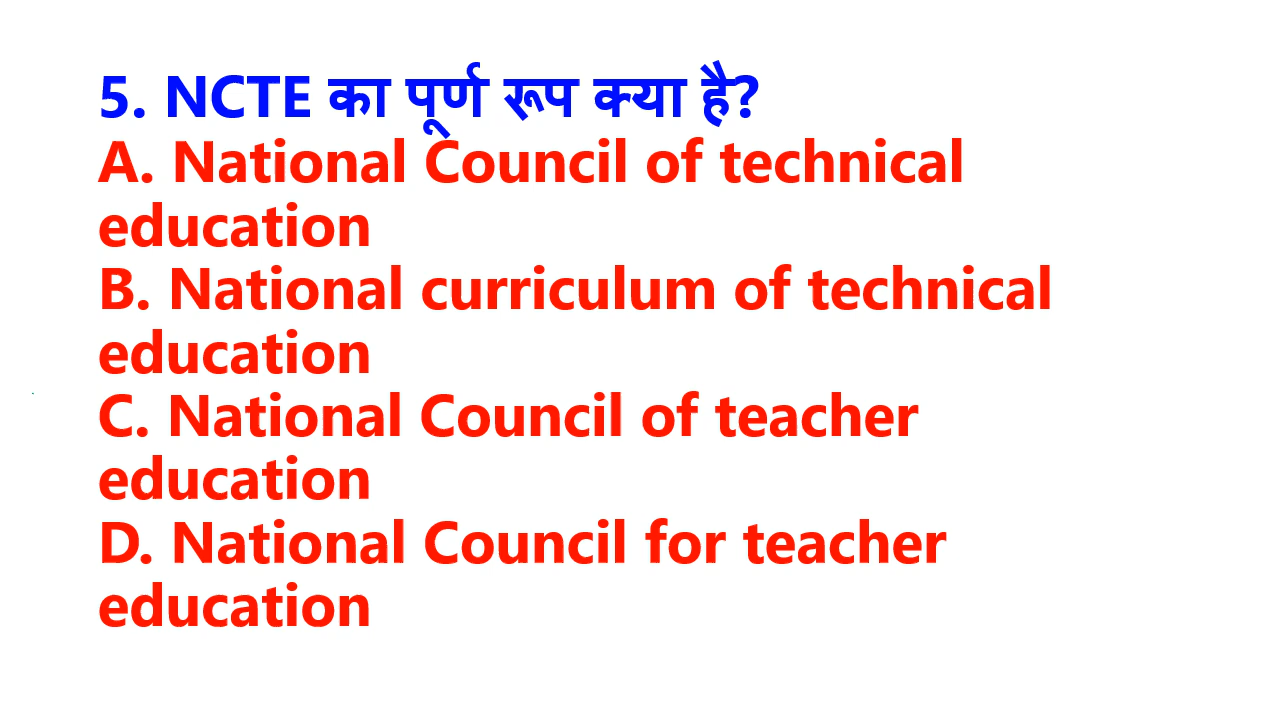 5. NCTE का पूर्ण रूप क्या है?
A. National Council of technical
education
B. National curriculum of technical
education
C. National Council of teacher
education
D. National Council for teacher
education